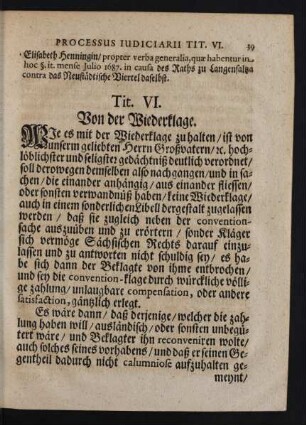 PROCESSUS IUDICIARII TIT. VI. 39
Elisabeth Henningin/ propter verba generalia, quæ habentur in
hoc §. it. mense Julio 1687. in causa des Raths zu Langensaltza
contra das Neustädtische Viertel daselbst.
Tit. VI.
Von der Wiederklage.
WJe es mit der Wiederklage zu halten/ ist von
unserm geliebten Herrn Großvatern/ ꝛc. hoch-
löblichster und seligster gedächtniß deutlich verordnet/
soll derowegen demselben also nachgangen/ und in sa-
chen/ die einander anhängig/ aus einander fliessen/
oder sonsten verwandnüß haben/ keine Wiederklage/
auch in einem sonderlichen Libell dergestalt zugelassen
werden/ daß sie zugleich neben der convention-
sache auszuüben und zu erörtern/ sonder Kläger
sich vermöge Sächsischen Rechts darauf einzu-
lassen und zu antworten nicht schuldig sey/ es ha-
be sich dann der Beklagte von ihme entbrochen/
und sey die convention-klage durch würckliche völli-
ge zahlung/ unlaugbare compensation, oder andere
satisfaction, gäntzlich erlegt.
Es wäre dann/ daß derjenige/ welcher die zah-
lung haben will/ ausländisch/ oder sonsten unbegü-
tert wäre/ und Beklagter ihn reconveniren wolte/
auch solches seines vorhabens/ und daß er seinen Ge-
gentheil dadurch nicht calumniose aufzuhalten ge-
meynt/